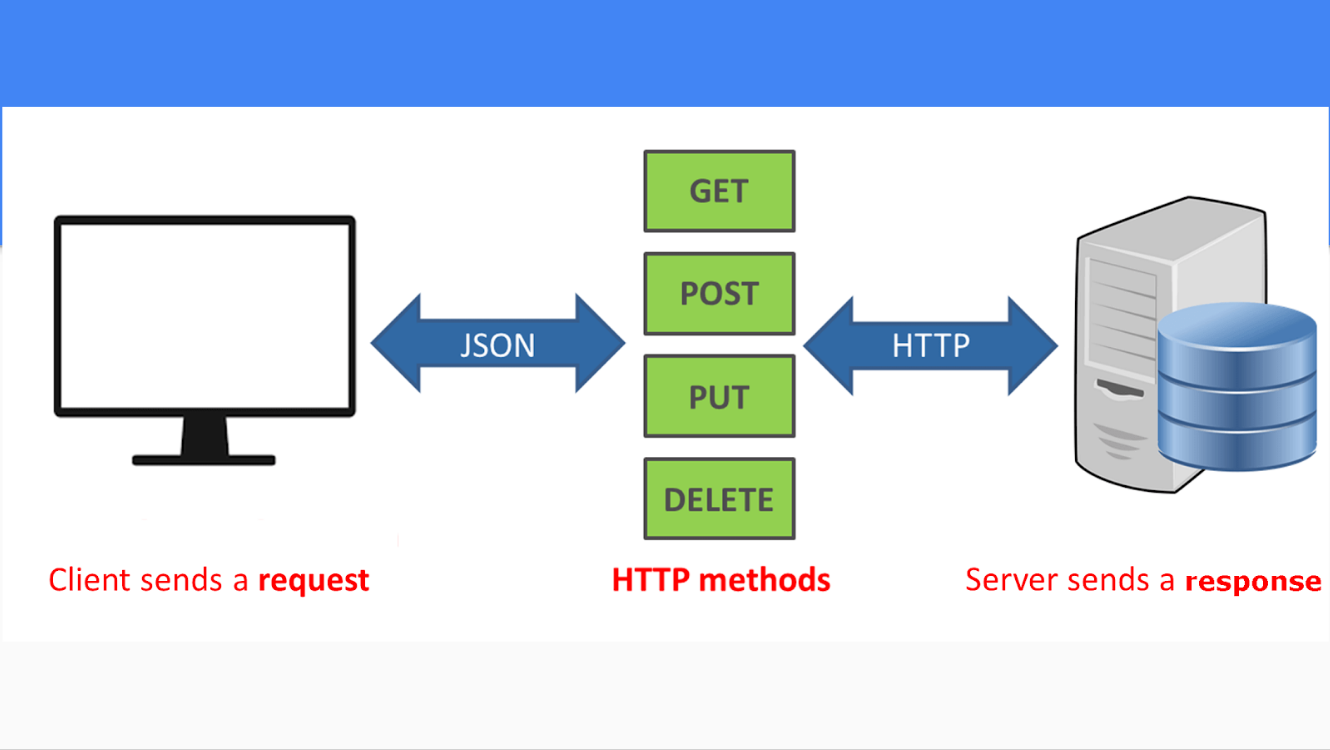 GET
POST
PUT
DELETE
JSON
HTTP
Client sends a request
HTTP methods
Server sends a response